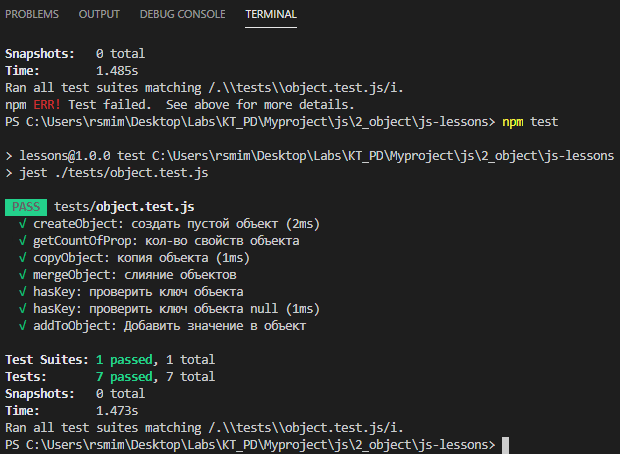 PROBLEMS OUTPUT DEBUG CONSOLE TERMINAL
Snapshots: 0 total
Time: 1.485s
Ran all test suites matching /.\\tests\\object.test.js/i.
npm ERR! Test failed. See above for more details.
PS C:\Users\rsmim\Desktop\Labs\KT_PD\Myproject\js\2_object\js-lessons> npm test
> lessons@1.0.0 test C:\Users\rsmim\Desktop\Labs\KT_PD\Myproject\js\2_object\js-lessons
> jest ./tests/object.test.js
PASS tests/object.test.js
√ createObject: создать пустой объект (2ms)
√ getCountOfProp: кол-во свойств объекта
√ copyObject: копия объекта (1ms)
√ mergeObject: слияние объектов
√ hasKey: проверить ключ объекта
√ hasKey: проверить ключ объекта null (1ms)
√ addToObject: Добавить значение в объект
Test Suites: 1 passed, 1 total
Tests: 7 passed, 7 total
Snapshots: 0 total
Time: 1.473s
Ran all test suites matching /.\\tests\\object.test.js/i.
PS C:\Users\rsmim\Desktop\Labs\KT_PD\Myproject\js\2_object\js-lessons>